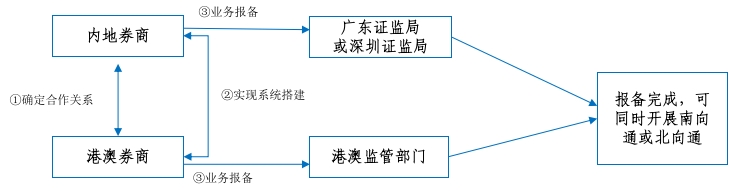 ③业务报备
内地券商
广东证监局
或深圳证监局
①确定合作关系
②实现系统搭建
报备完成，可
同时开展南向
通或北向通
港澳券商
港澳监管部门
③业务报备